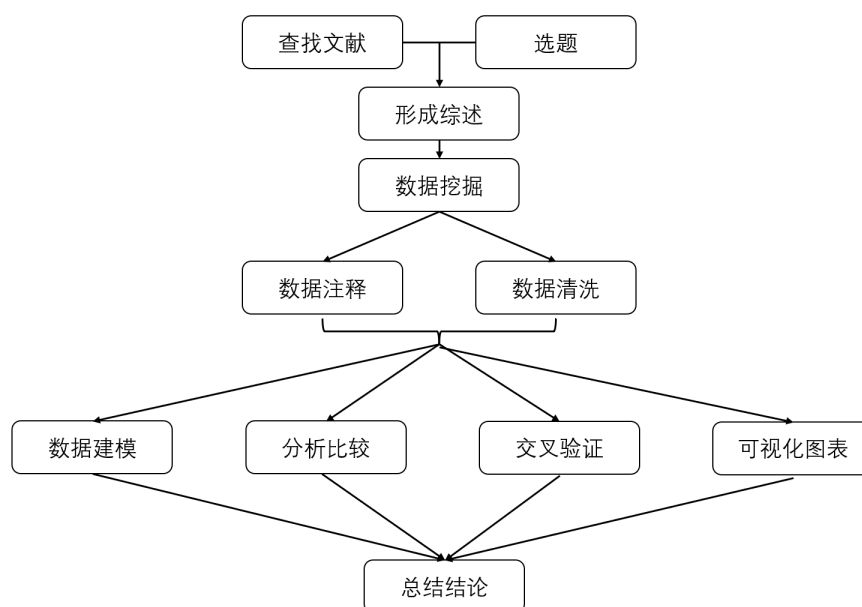 查找文献
选题
形成综述
数据挖掘
数据注释
数据清洗
数据建模
分析比较
交叉验证
可视化图表
总结结论